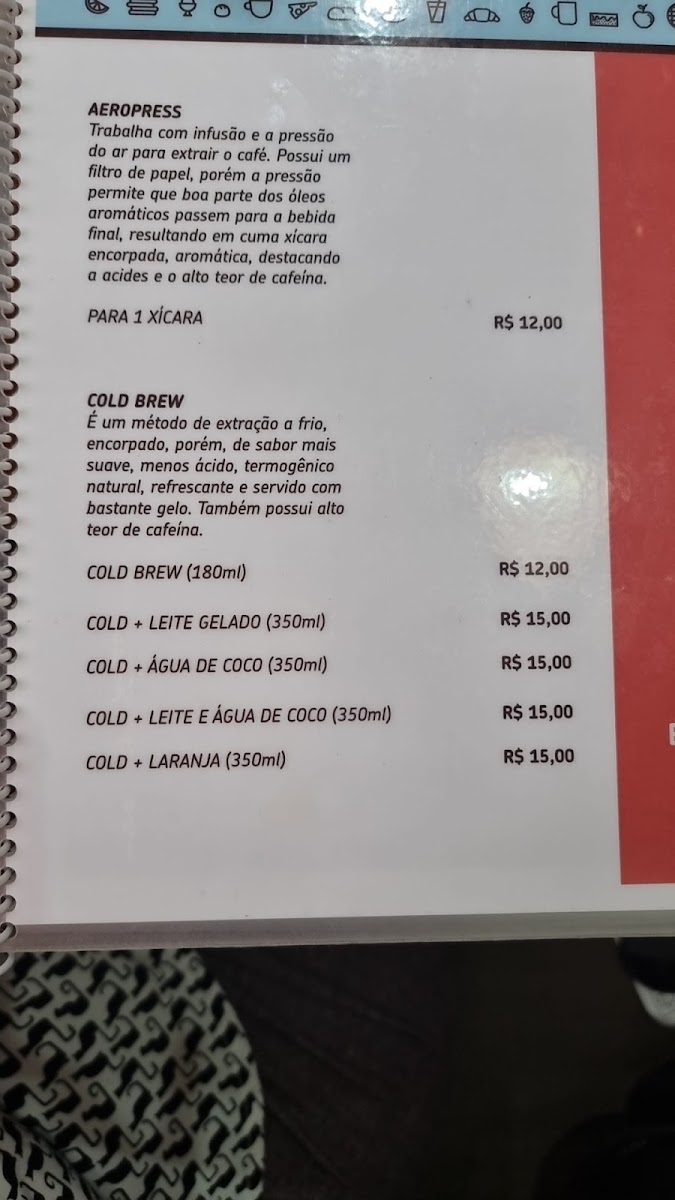 AEROPRESS
Trabalha com infusão e a pressão
do ar para extrair o café. Possui um
filtro de papel, porém a pressão
permite que boa parte dos óleos
aromáticos passem para a bebida
final, resultando em cuma xícara
encorpada, aromática, destacando
a acides e o alto teor de cafeína.
PARA 1 XÍCARA R$ 12,00
COLD BREW
É um método de extração a frio,
encorpado, porém, de sabor mais
suave, menos ácido, termogênico
natural, refrescante e servido com
bastante gelo. Também possui alto
teor de cafeína.
COLD BREW (180ml) R$ 12,00
COLD + LEITE GELADO (350ml) R$ 15,00
COLD + ÁGUA DE COCO (350ml) R$ 15,00
COLD + LEITE E ÁGUA DE COCO (350ml) R$ 15,00
COLD + LARANJA (350ml) R$ 15,00